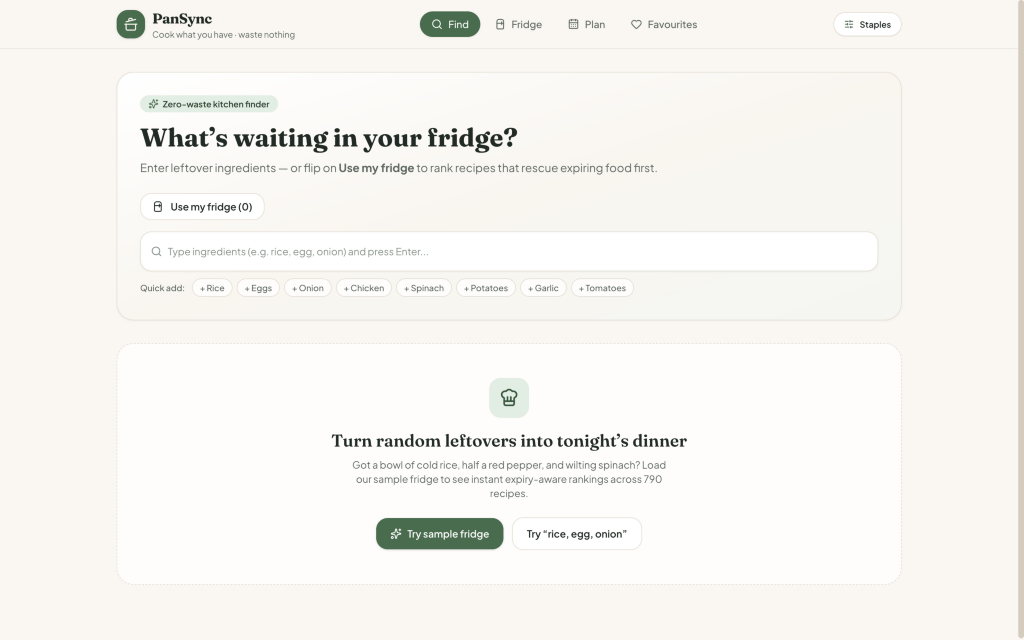 PanSync
Cook what you have · waste nothing
Find
Fridge
Plan
Favourites
Staples
Zero-waste kitchen finder
What’s waiting in your fridge?
Enter leftover ingredients — or flip on Use my fridge to rank recipes that rescue expiring food first.
Use my fridge (0)
Type ingredients (e.g. rice, egg, onion) and press Enter...
Quick add: + Rice + Eggs + Onion + Chicken + Spinach + Potatoes + Garlic + Tomatoes
Turn random leftovers into tonight’s dinner
Got a bowl of cold rice, half a red pepper, and wilting spinach? Load
our sample fridge to see instant expiry-aware rankings across 790
recipes.
Try sample fridge
Try “rice, egg, onion”